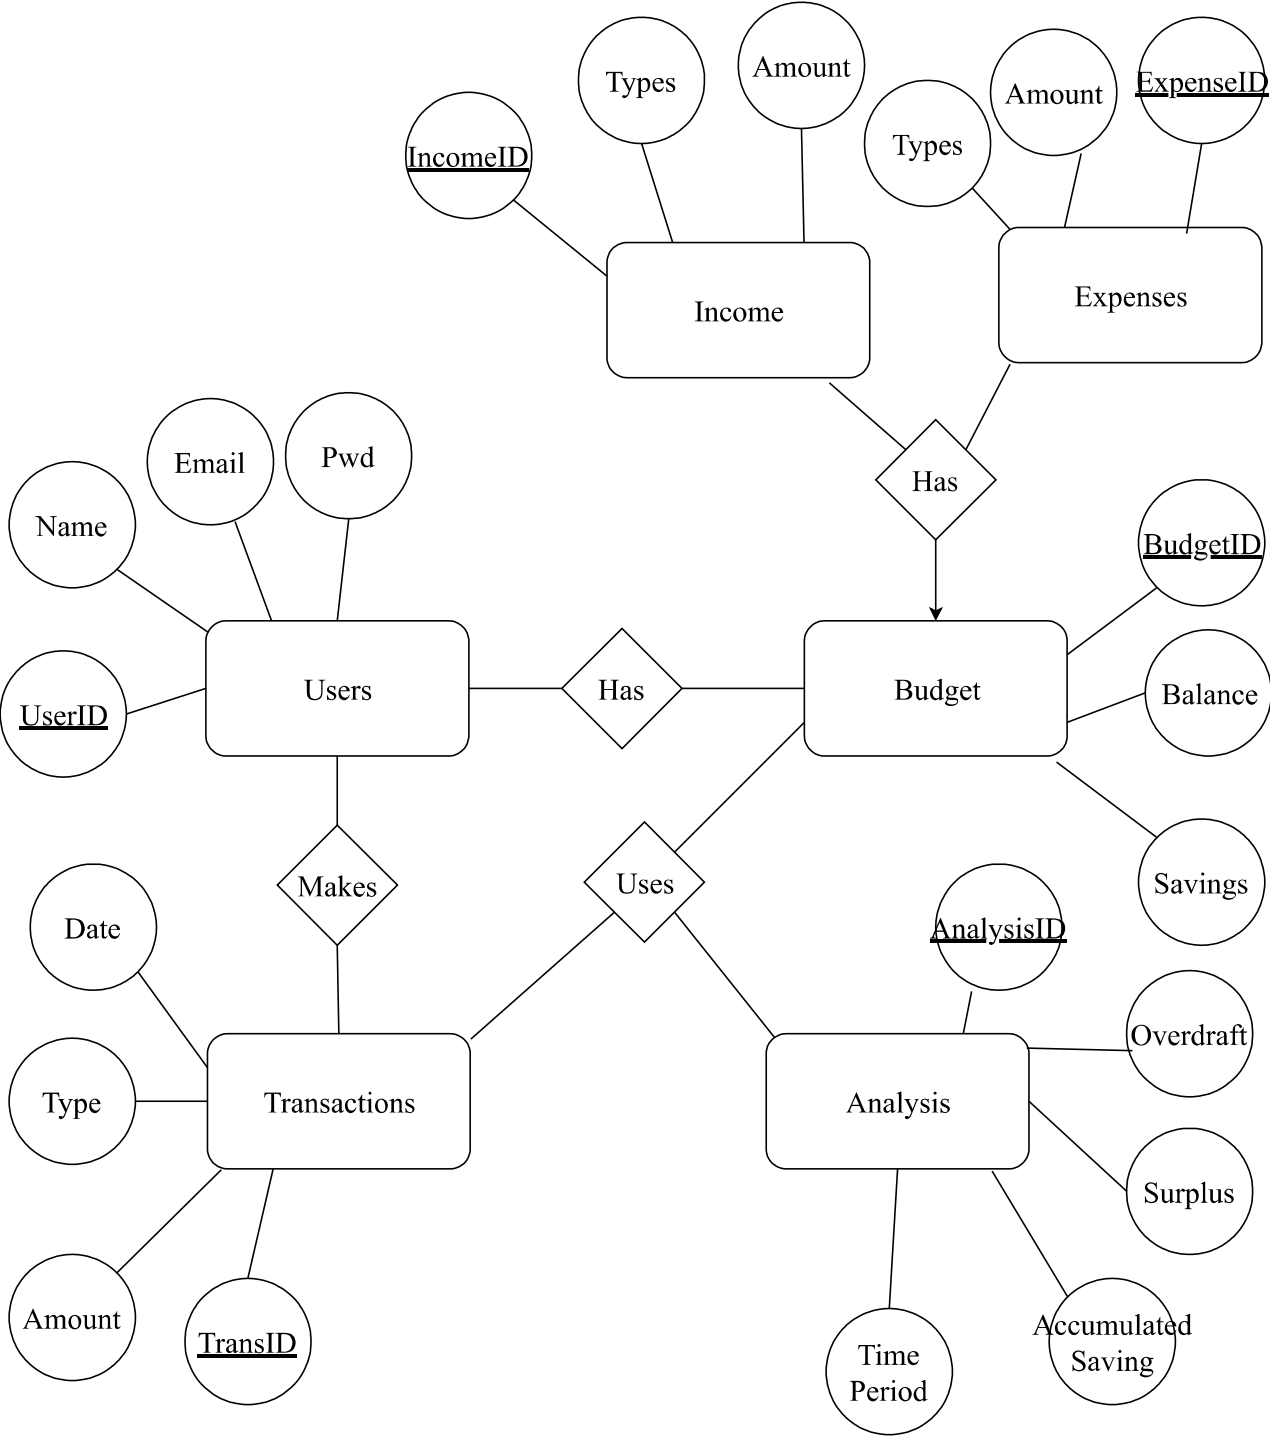 Types
Amount
ExpenseID
Amount
Types
IncomeID
Income
Expenses
Has
Email
Pwd
Name
BudgetID
UserID
Users
Has
Budget
Balance
Makes
Uses
Savings
Date
AnalysisID
Overdraft
Type
Transactions
Analysis
Surplus
Amount
TransID
Accumulated
Saving
Time
Period